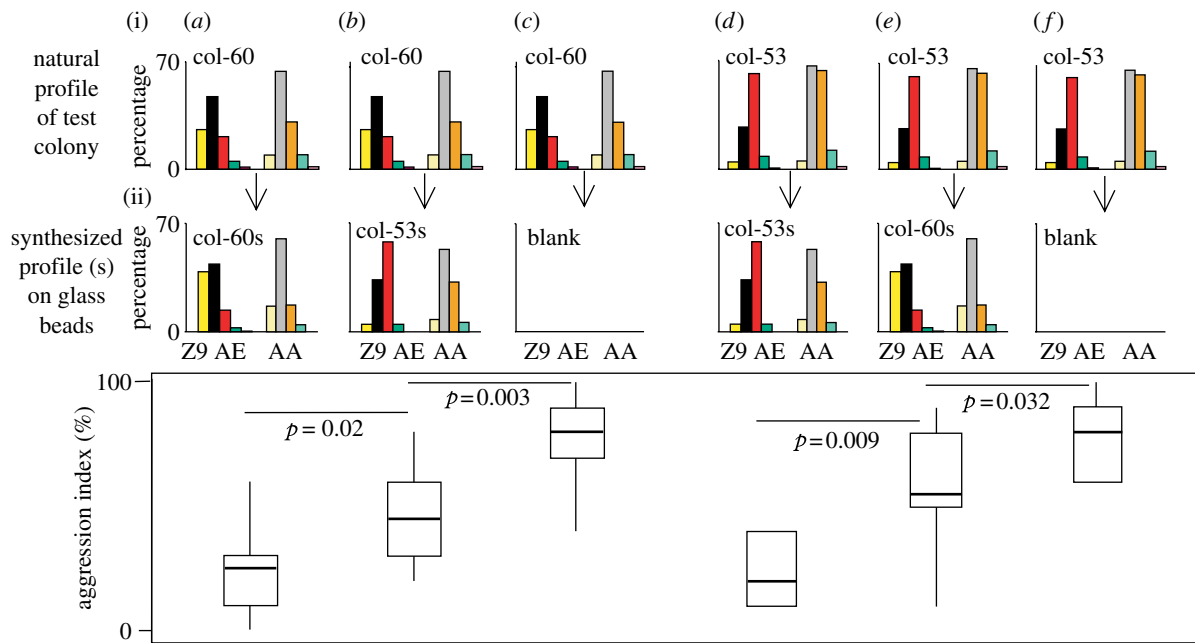 (i) (a) (b) (c) (d) (e) (f)
natural profile of test colony
percentage
70
0
col-60 col-60 col-60 col-53 col-53 col-53
(ii)
synthesized profile (s) on glass beads
percentage
70
0
col-60s col-53s blank col-53s col-60s blank
Z9 AE AA Z9 AE AA Z9 AE AA Z9 AE AA Z9 AE AA Z9 AE AA
aggression index (%)
100
0
p = 0.02
p = 0.003
p = 0.009
p = 0.032